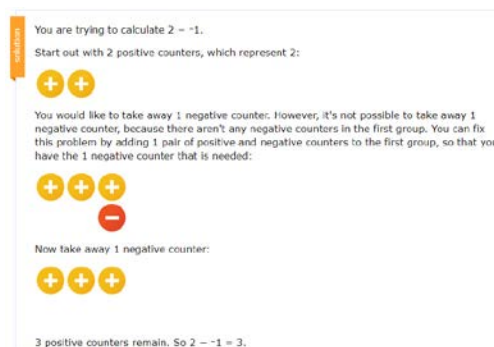 solution
You are trying to calculate 2 − ⁻1.
Start out with 2 positive counters, which represent 2:
You would like to take away 1 negative counter. However, it's not possible to take away 1
negative counter, because there aren't any negative counters in the first group. You can fix
this problem by adding 1 pair of positive and negative counters to the first group, so that you
have the 1 negative counter that is needed:
Now take away 1 negative counter:
3 positive counters remain. So 2 − ⁻1 = 3.